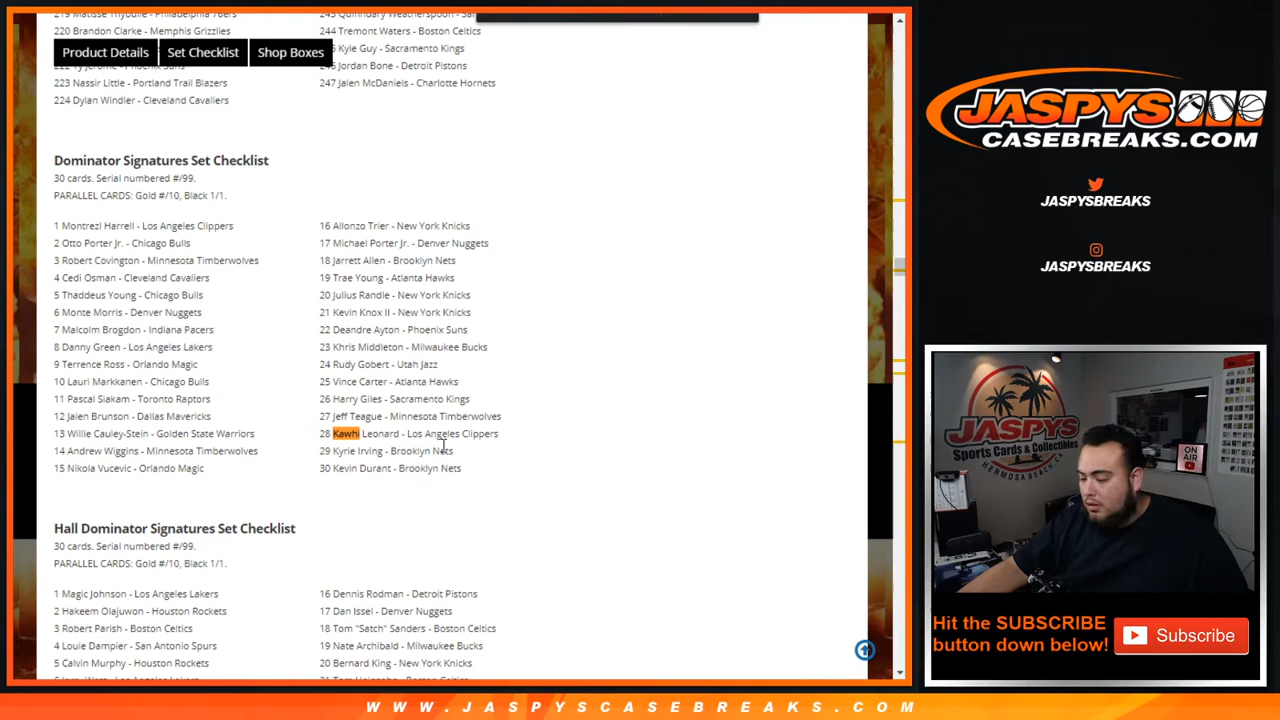 219 Matisse Thybulle - Philadelphia 76ers
220 Brandon Clarke - Memphis Grizzlies
Product Details
Set Checklist
Shop Boxes
223 Nassir Little - Portland Trail Blazers
224 Dylan Windler - Cleveland Cavaliers
243 Quinndary Weatherspoon
244 Tremont Waters - Boston Celtics
Kyle Guy - Sacramento Kings
Jordan Bone - Detroit Pistons
247 Jalen McDaniels - Charlotte Hornets
Dominator Signatures Set Checklist
30 cards. Serial numbered #/99.
PARALLEL CARDS: Gold #/10, Black 1/1.
1 Montrezl Harrell - Los Angeles Clippers
2 Otto Porter Jr. - Chicago Bulls
3 Robert Covington - Minnesota Timberwolves
4 Cedi Osman - Cleveland Cavaliers
5 Thaddeus Young - Chicago Bulls
6 Monte Morris - Denver Nuggets
7 Malcolm Brogdon - Indiana Pacers
8 Danny Green - Los Angeles Lakers
9 Terrence Ross - Orlando Magic
10 Lauri Markkanen - Chicago Bulls
11 Pascal Siakam - Toronto Raptors
12 Jalen Brunson - Dallas Mavericks
13 Willie Cauley-Stein - Golden State Warriors
14 Andrew Wiggins - Minnesota Timberwolves
15 Nikola Vucevic - Orlando Magic
16 Allonzo Trier - New York Knicks
17 Michael Porter Jr. - Denver Nuggets
18 Jarrett Allen - Brooklyn Nets
19 Trae Young - Atlanta Hawks
20 Julius Randle - New York Knicks
21 Kevin Knox II - New York Knicks
22 Deandre Ayton - Phoenix Suns
23 Khris Middleton - Milwaukee Bucks
24 Rudy Gobert - Utah Jazz
25 Vince Carter - Atlanta Hawks
26 Harry Giles - Sacramento Kings
27 Jeff Teague - Minnesota Timberwolves
28 Kawhi Leonard - Los Angeles Clippers
29 Kyrie Irving - Brooklyn Nets
30 Kevin Durant - Brooklyn Nets
Hall Dominator Signatures Set Checklist
30 cards. Serial numbered #/99.
PARALLEL CARDS: Gold #/10, Black 1/1.
1 Magic Johnson - Los Angeles Lakers
2 Hakeem Olajuwon - Houston Rockets
3 Robert Parish - Boston Celtics
4 Louie Dampier - San Antonio Spurs
5 Calvin Murphy - Houston Rockets
16 Dennis Rodman - Detroit Pistons
17 Dan Issel - Denver Nuggets
18 Tom "Satch" Sanders - Boston Celtics
19 Nate Archibald - Milwaukee Bucks
20 Bernard King - New York Knicks
JASPYS
CASEBREAKS.COM
JASPYSBREAKS
JASPYSBREAKS
JASPYS
Sports Cards & Collectibles
HERMOSA BEACH, CA
ON AIR
Hit the SUBSCRIBE
button down below!
Subscribe
WWW.JASPYSCASEBREAKS.COM